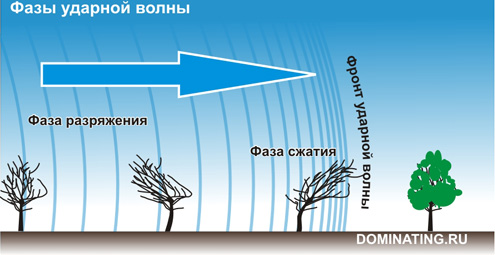 Фазы ударной волны
Фаза разряжения
Фаза сжатия
Фронт ударной волны
DOMINATING.RU